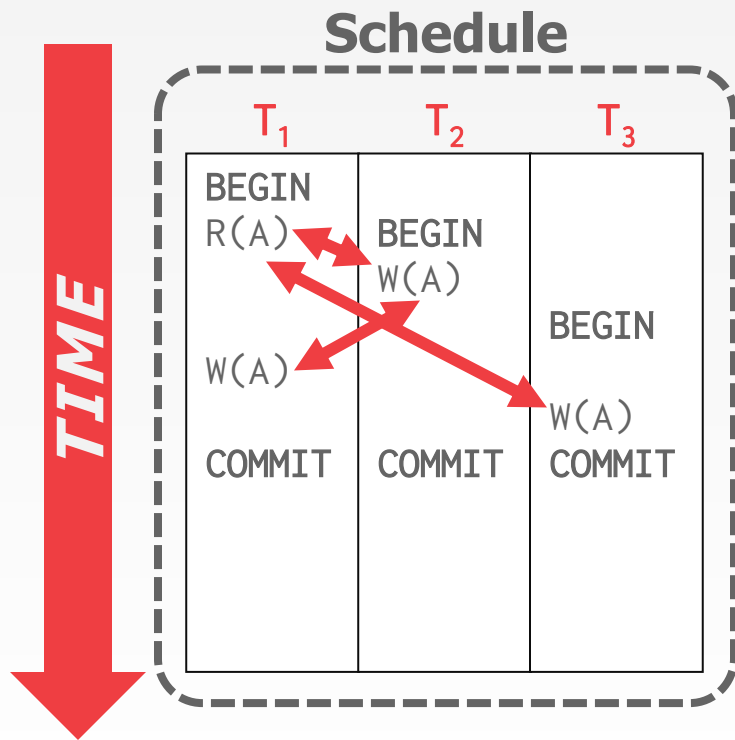 Schedule
TIME
T1 T2 T3
BEGIN
R(A) BEGIN
W(A)
BEGIN
W(A)
W(A)
COMMIT COMMIT COMMIT